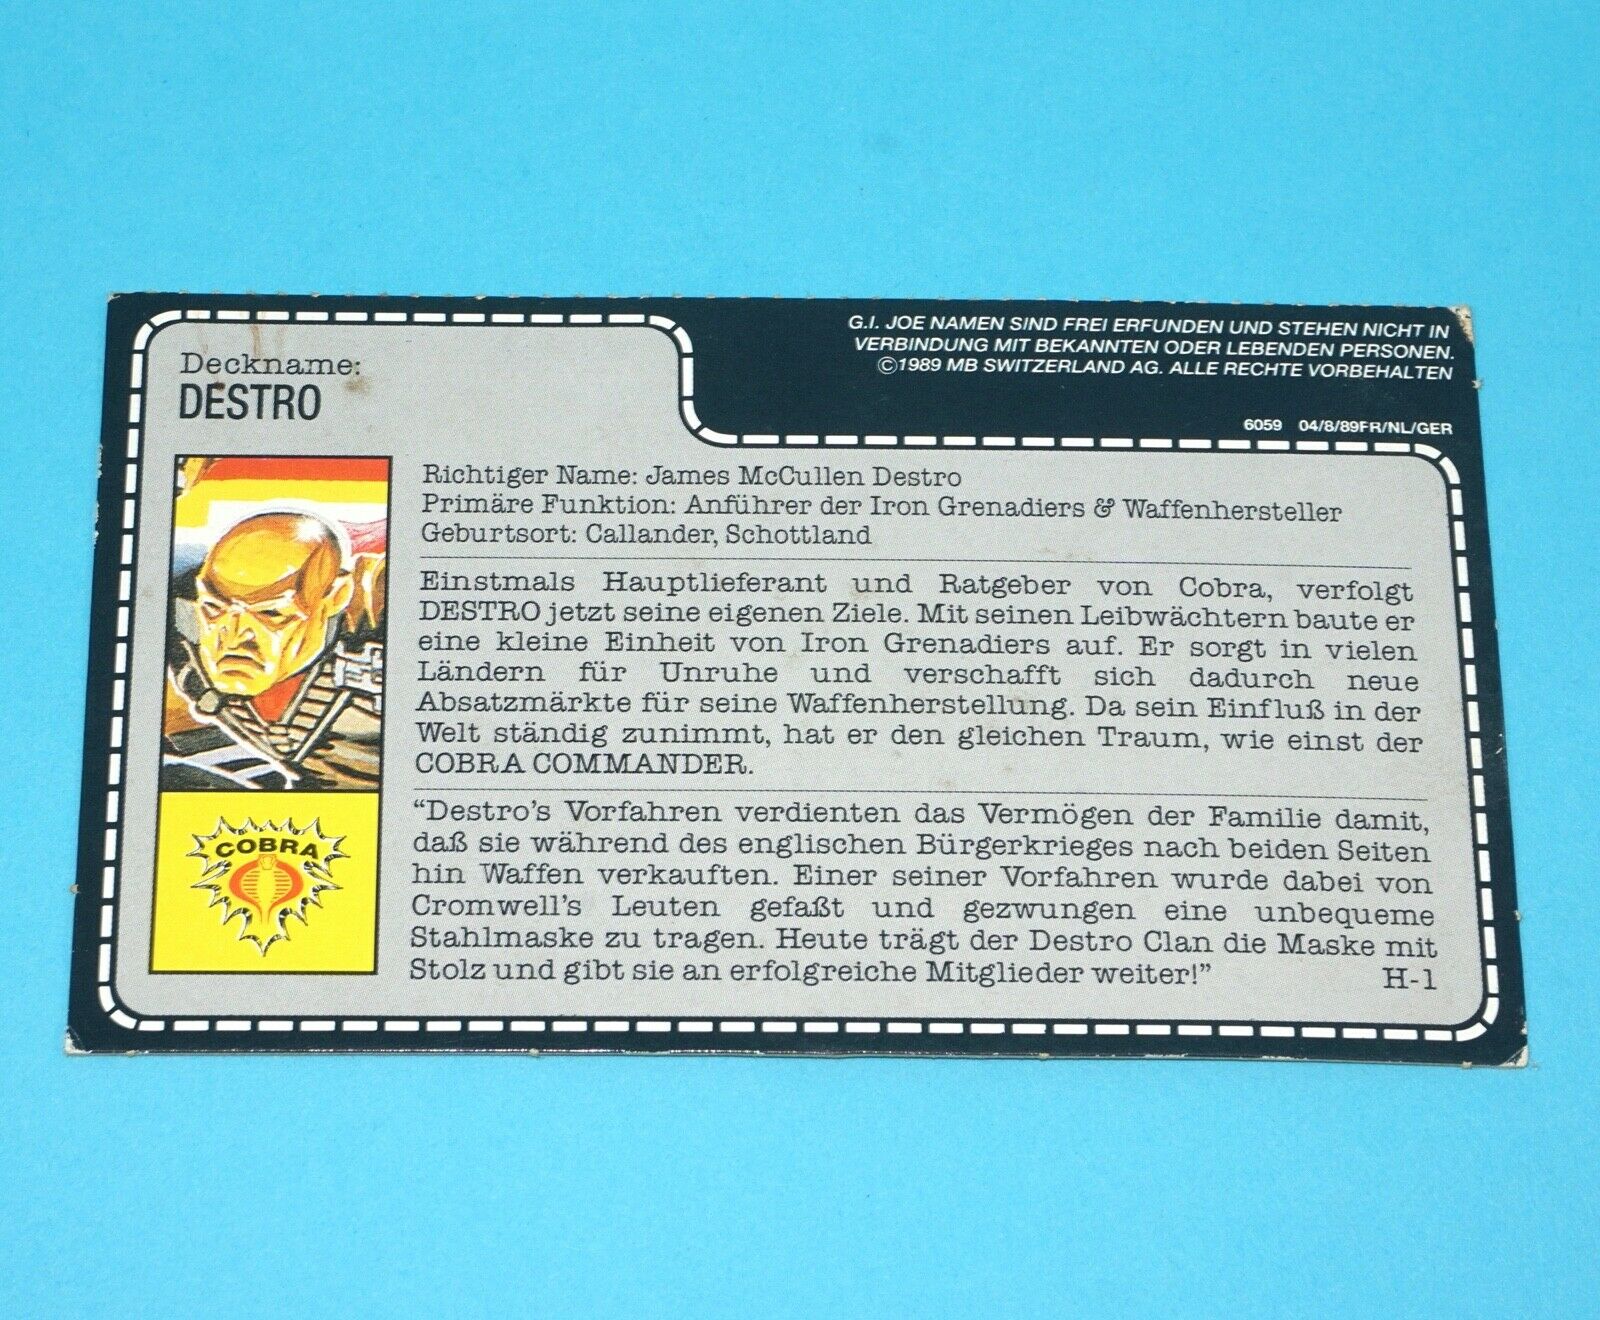 G.I. JOE NAMEN SIND FREI ERFUNDEN UND STEHEN NICHT IN
VERBINDUNG MIT BEKANNTEN ODER LEBENDEN PERSONEN.
©1989 MB SWITZERLAND AG. ALLE RECHTE VORBEHALTEN
6059 04/8/89FR/NL/GER
Deckname:
DESTRO
Richtiger Name: James McCullen Destro
Primäre Funktion: Anführer der Iron Grenadiers & Waffenhersteller
Geburtsort: Callander, Schottland
Einstmals Hauptlieferant und Ratgeber von Cobra, verfolgt
DESTRO jetzt seine eigenen Ziele. Mit seinen Leibwächtern baute er
eine kleine Einheit von Iron Grenadiers auf. Er sorgt in vielen
Ländern für Unruhe und verschafft sich dadurch neue
Absatzmärkte für seine Waffenherstellung. Da sein Einfluß in der
Welt ständig zunimmt, hat er den gleichen Traum, wie einst der
COBRA COMMANDER.
“Destro's Vorfahren verdienten das Vermögen der Familie damit,
daß sie während des englischen Bürgerkrieges nach beiden Seiten
hin Waffen verkauften. Einer seiner Vorfahren wurde dabei von
Cromwell's Leuten gefaßt und gezwungen eine unbequeme
Stahlmaske zu tragen. Heute trägt der Destro Clan die Maske mit
Stolz und gibt sie an erfolgreiche Mitglieder weiter!” H-1
COBRA